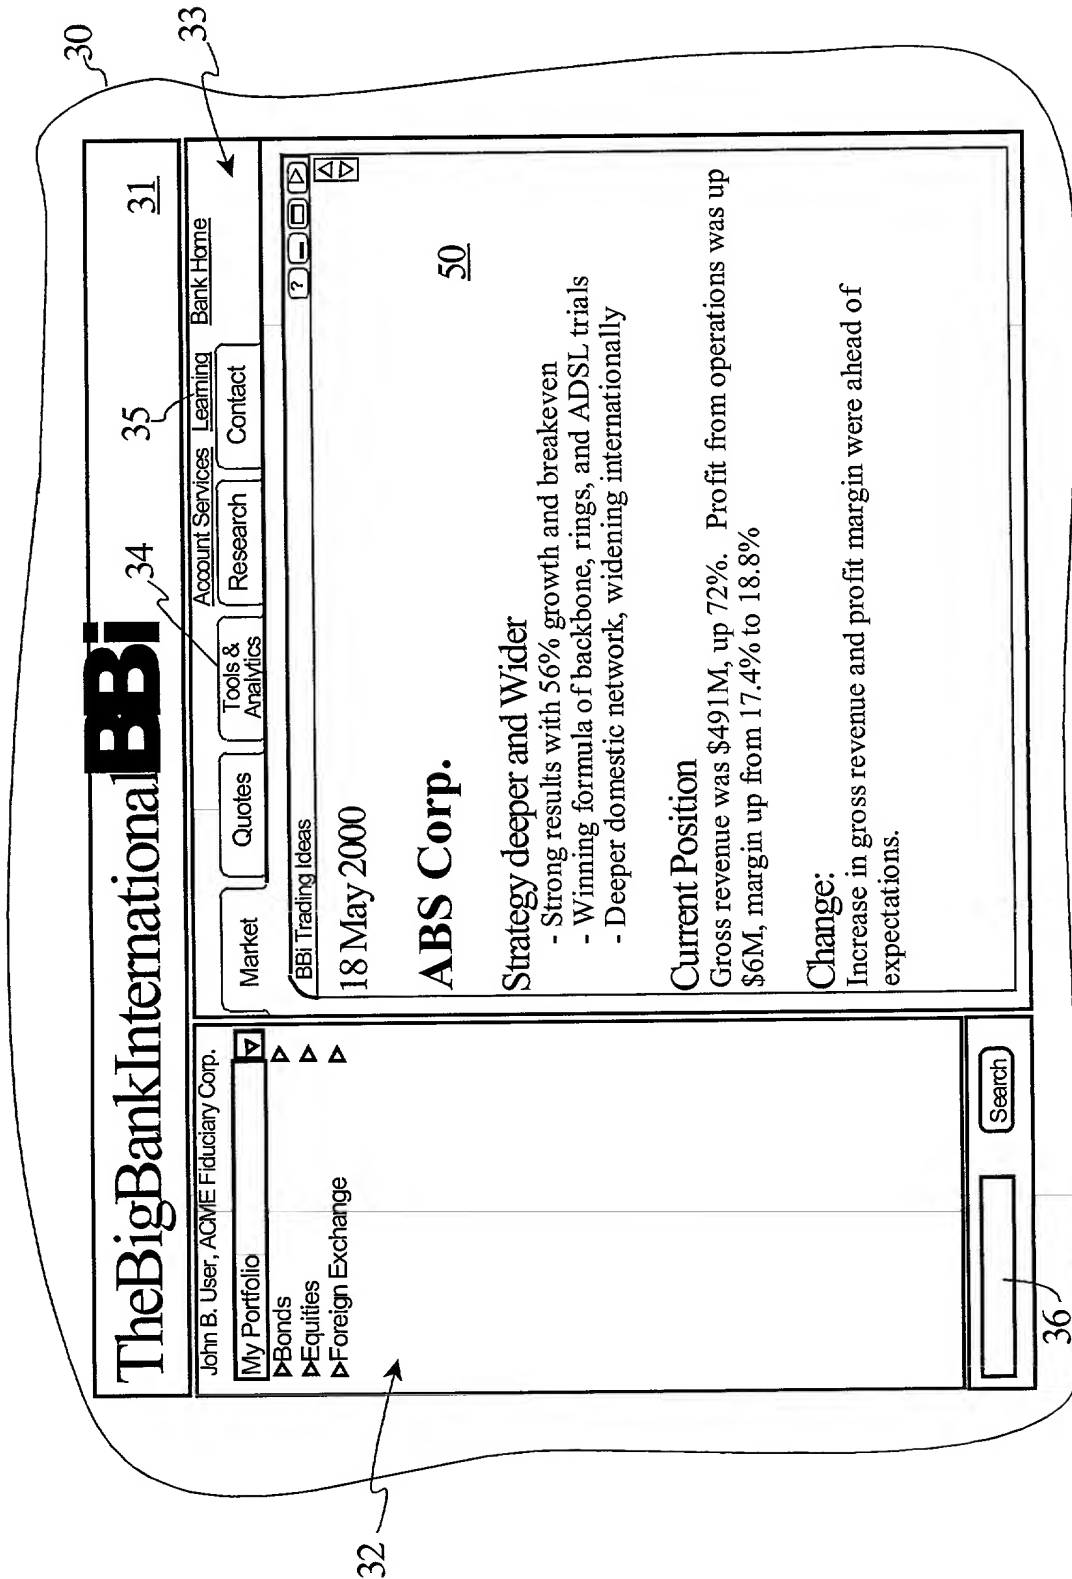 30
TheBigBankInternational BBi
31
John B. User, ACME Fiduciary Corp.
My Portfolio
Bonds
Equities
Foreign Exchange
32
Search
36
Account Services Learning Bank Home
35
33
34
Market
Quotes
Tools &
Analytics
Research
Contact
BBi Trading Ideas
?
18 May 2000
ABS Corp.
50
Strategy deeper and Wider
- Strong results with 56% growth and breakeven
- Winning formula of backbone, rings, and ADSL trials
- Deeper domestic network, widening internationally
Current Position
Gross revenue was $491M, up 72%. Profit from operations was up
$6M, margin up from 17.4% to 18.8%
Change:
Increase in gross revenue and profit margin were ahead of
expectations.